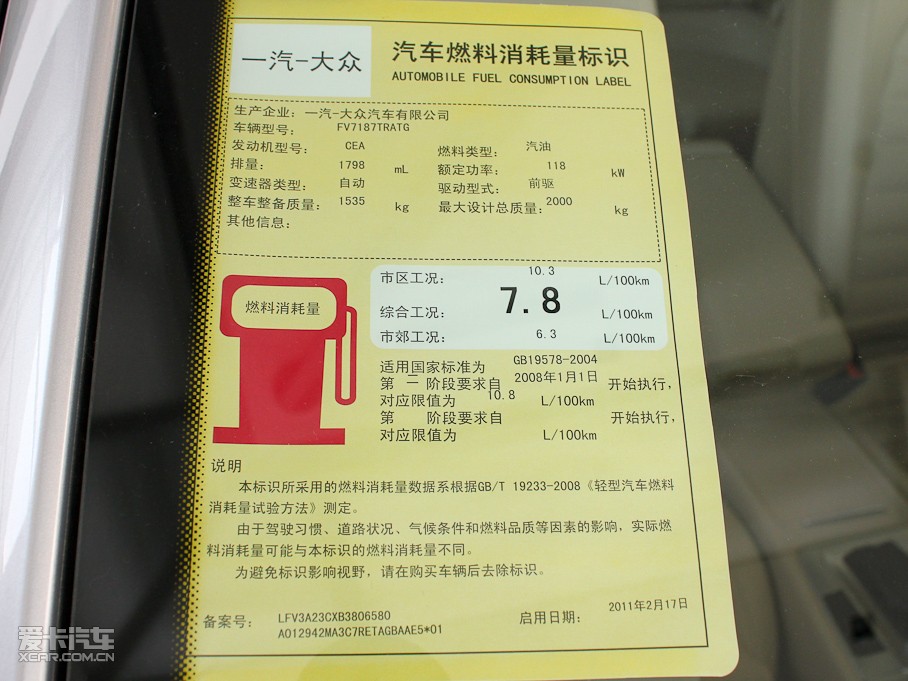 一汽-大众
汽车燃料消耗量标识
AUTOMOBILE FUEL CONSUMPTION LABEL
生产企业: 一汽-大众汽车有限公司
车辆型号: FV7187TRATG
发动机型号: CEA 燃料类型: 汽油
排量: 1798 mL 额定功率: 118 kW
变速器类型: 自动 驱动型式: 前驱
整车整备质量: 1535 kg 最大设计总质量: 2000 kg
其他信息:
燃料消耗量
市区工况: 10.3 L/100km
综合工况: 7.8 L/100km
市郊工况: 6.3 L/100km
适用国家标准为 GB19578-2004
第 二 阶段要求自 2008年1月1日 开始执行,
对应限值为 10.8 L/100km
第 阶段要求自 开始执行,
对应限值为 L/100km
说明
本标识所采用的燃料消耗量数据系根据GB/T 19233-2008《轻型汽车燃料
消耗量试验方法》测定。
由于驾驶习惯、道路状况、气候条件和燃料品质等因素的影响, 实际燃
料消耗量可能与本标识的燃料消耗量不同。
为避免标识影响视野, 请在购买车辆后去除标识。
备案号: LFV3A23CXB3806580 启用日期: 2011年2月17日
A012942MA3C7RETAGBAAE5*01
爱卡汽车
XCAR.COM.CN